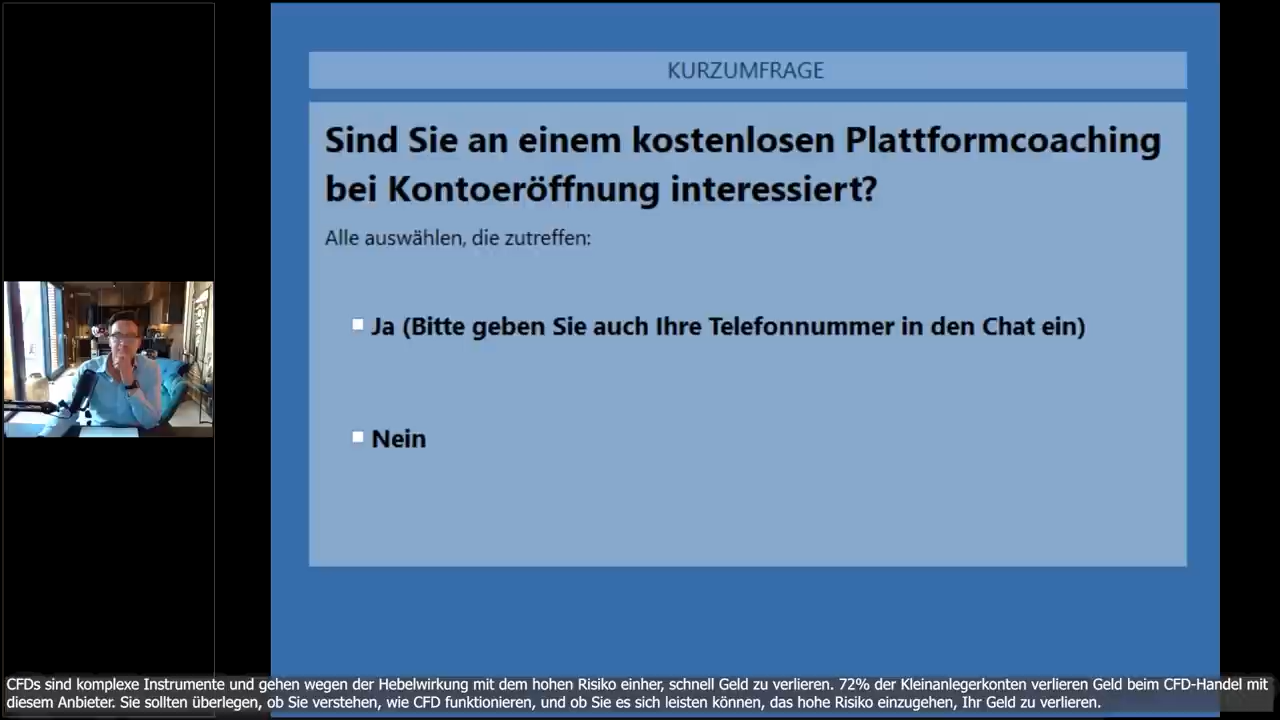 KURZUMFRAGE
Sind Sie an einem kostenlosen Plattformcoaching
bei Kontoeröffnung interessiert?
Alle auswählen, die zutreffen:
Ja (Bitte geben Sie auch Ihre Telefonnummer in den Chat ein)
Nein
CFDs sind komplexe Instrumente und gehen wegen der Hebelwirkung mit dem hohen Risiko einher, schnell Geld zu verlieren. 72% der Kleinanlegerkonten verlieren Geld beim CFD-Handel mit
diesem Anbieter. Sie sollten überlegen, ob Sie verstehen, wie CFD funktionieren, und ob Sie es sich leisten können, das hohe Risiko einzugehen, Ihr Geld zu verlieren.